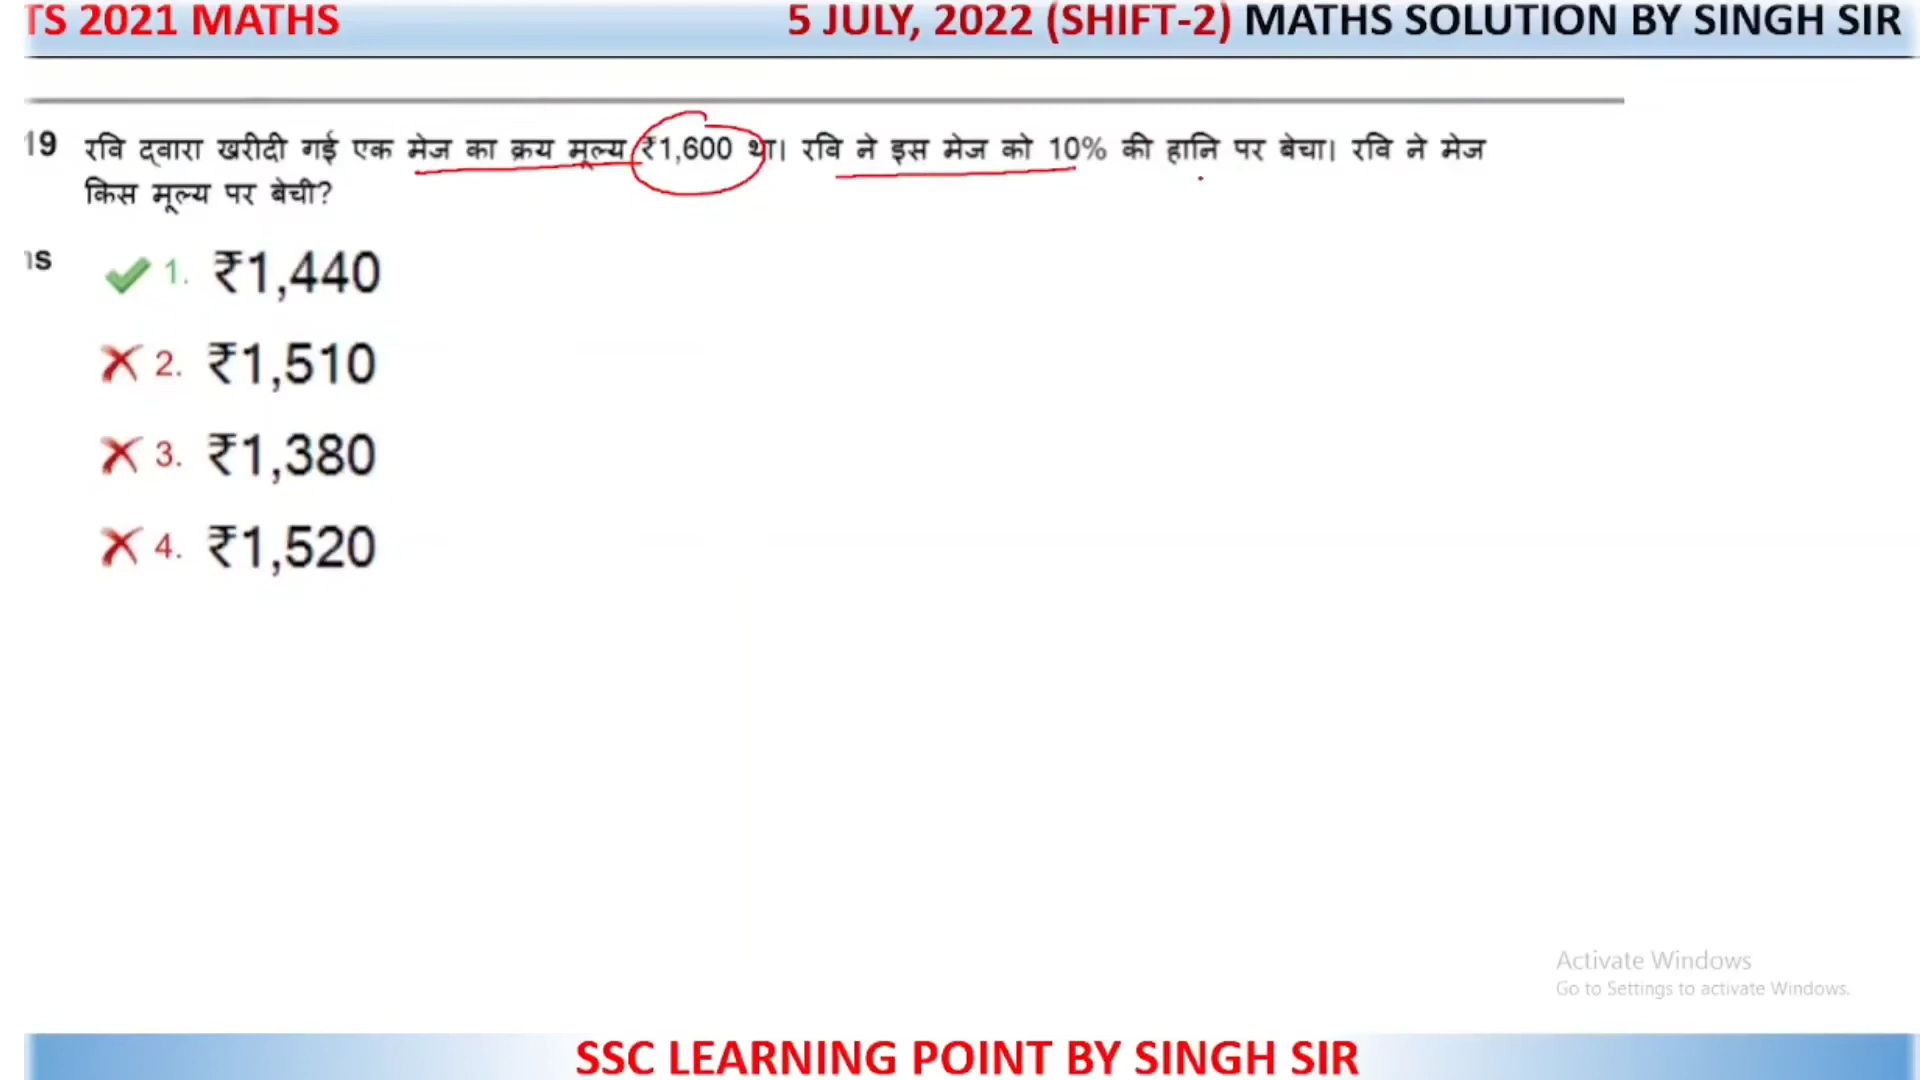 TS 2021 MATHS
5 JULY, 2022 (SHIFT-2) MATHS SOLUTION BY SINGH SIR
19 रवि द्वारा खरीदी गई एक मेज का क्रय मूल्य ₹1,600 था। रवि ने इस मेज को 10% की हानि पर बेचा। रवि ने मेज
किस मूल्य पर बेची?
ns
1. ₹1,440
2. ₹1,510
3. ₹1,380
4. ₹1,520
Activate Windows
Go to Settings to activate Windows.
SSC LEARNING POINT BY SINGH SIR